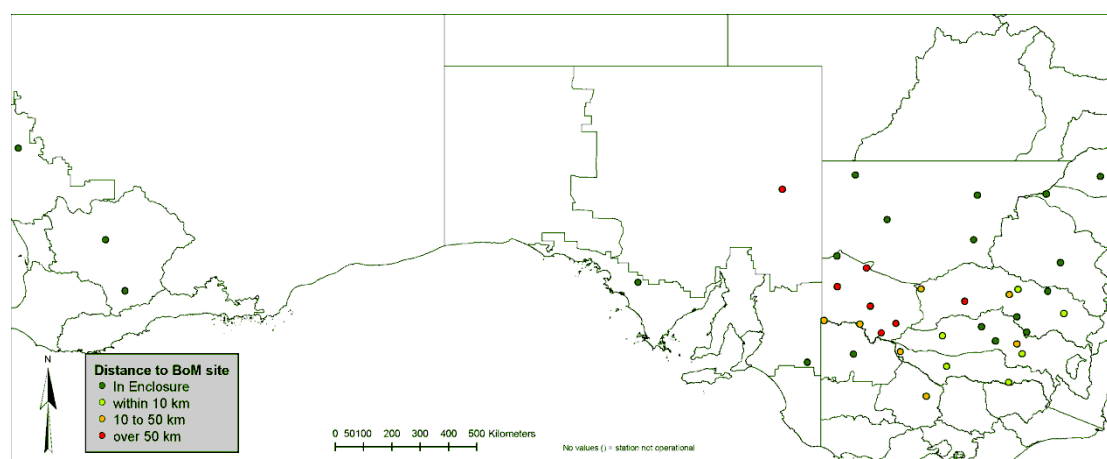 N
Distance to BoM site
In Enclosure
within 10 km
10 to 50 km
over 50 km
0 50100 200 300 400 500 Kilometers
No values () = station not operational